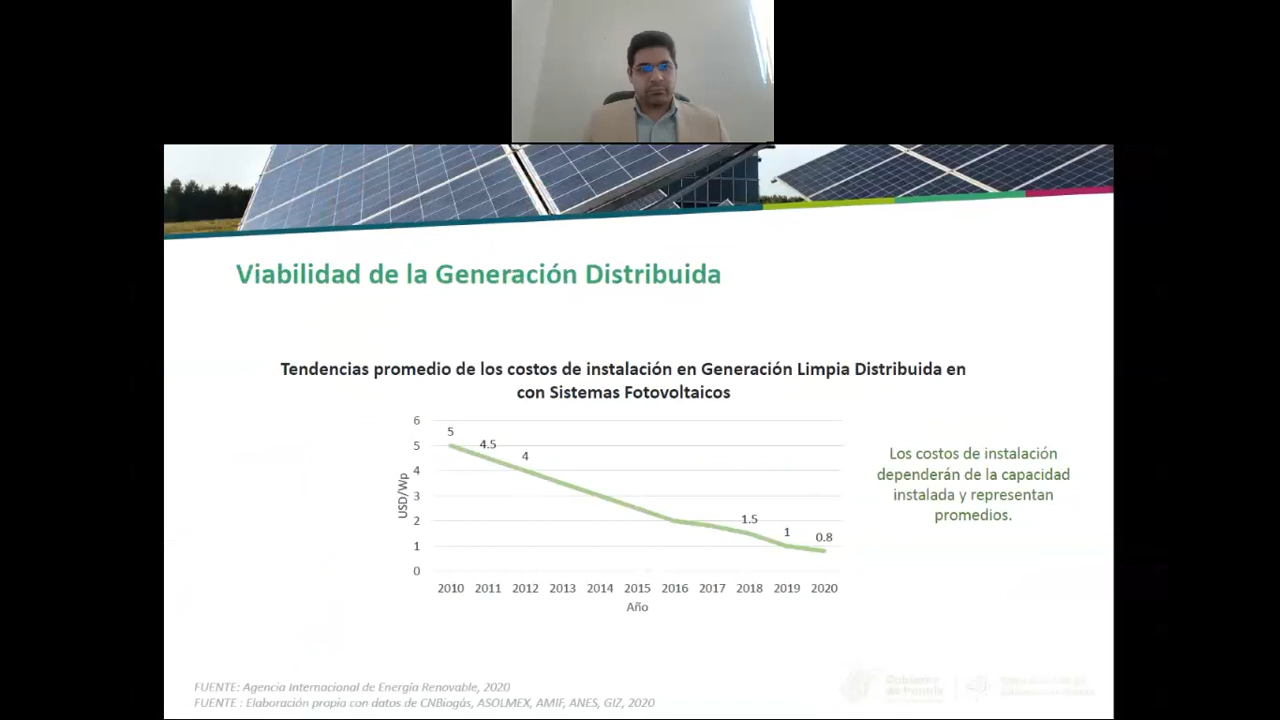 Viabilidad de la Generación Distribuida
Tendencias promedio de los costos de instalación en Generación Limpia Distribuida en
con Sistemas Fotovoltaicos
6
5
4
3
2
1
0
USD/Wp
5
4.5
4
1.5
1
0.8
2010 2011 2012 2013 2014 2015 2016 2017 2018 2019 2020
Año
Los costos de instalación
dependerán de la capacidad
instalada y representan
promedios.
FUENTE: Agencia Internacional de Energía Renovable, 2020
FUENTE : Elaboración propia con datos de CNBiogás, ASOLMEX, AMIF, ANES, GIZ, 2020
Gobierno
de Puebla